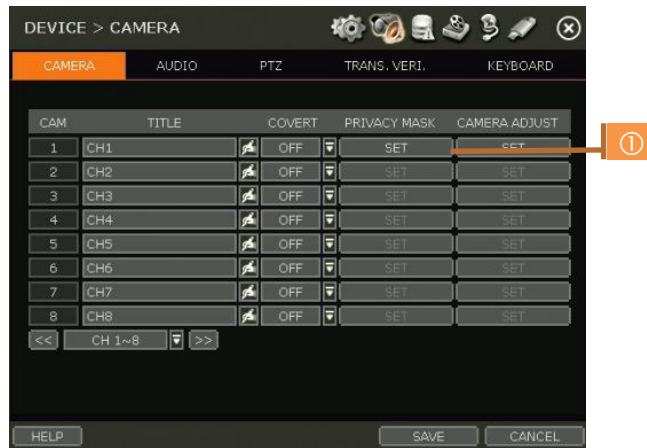 DEVICE > CAMERA
CAMERA AUDIO PTZ TRANS. VERI. KEYBOARD
CAM TITLE COVERT PRIVACY MASK CAMERA ADJUST
1 CH1 OFF SET SET ①
2 CH2 OFF SET SET
3 CH3 OFF SET SET
4 CH4 OFF SET SET
5 CH5 OFF SET SET
6 CH6 OFF SET SET
7 CH7 OFF SET SET
8 CH8 OFF SET SET
<< CH 1~8 >>
HELP SAVE CANCEL